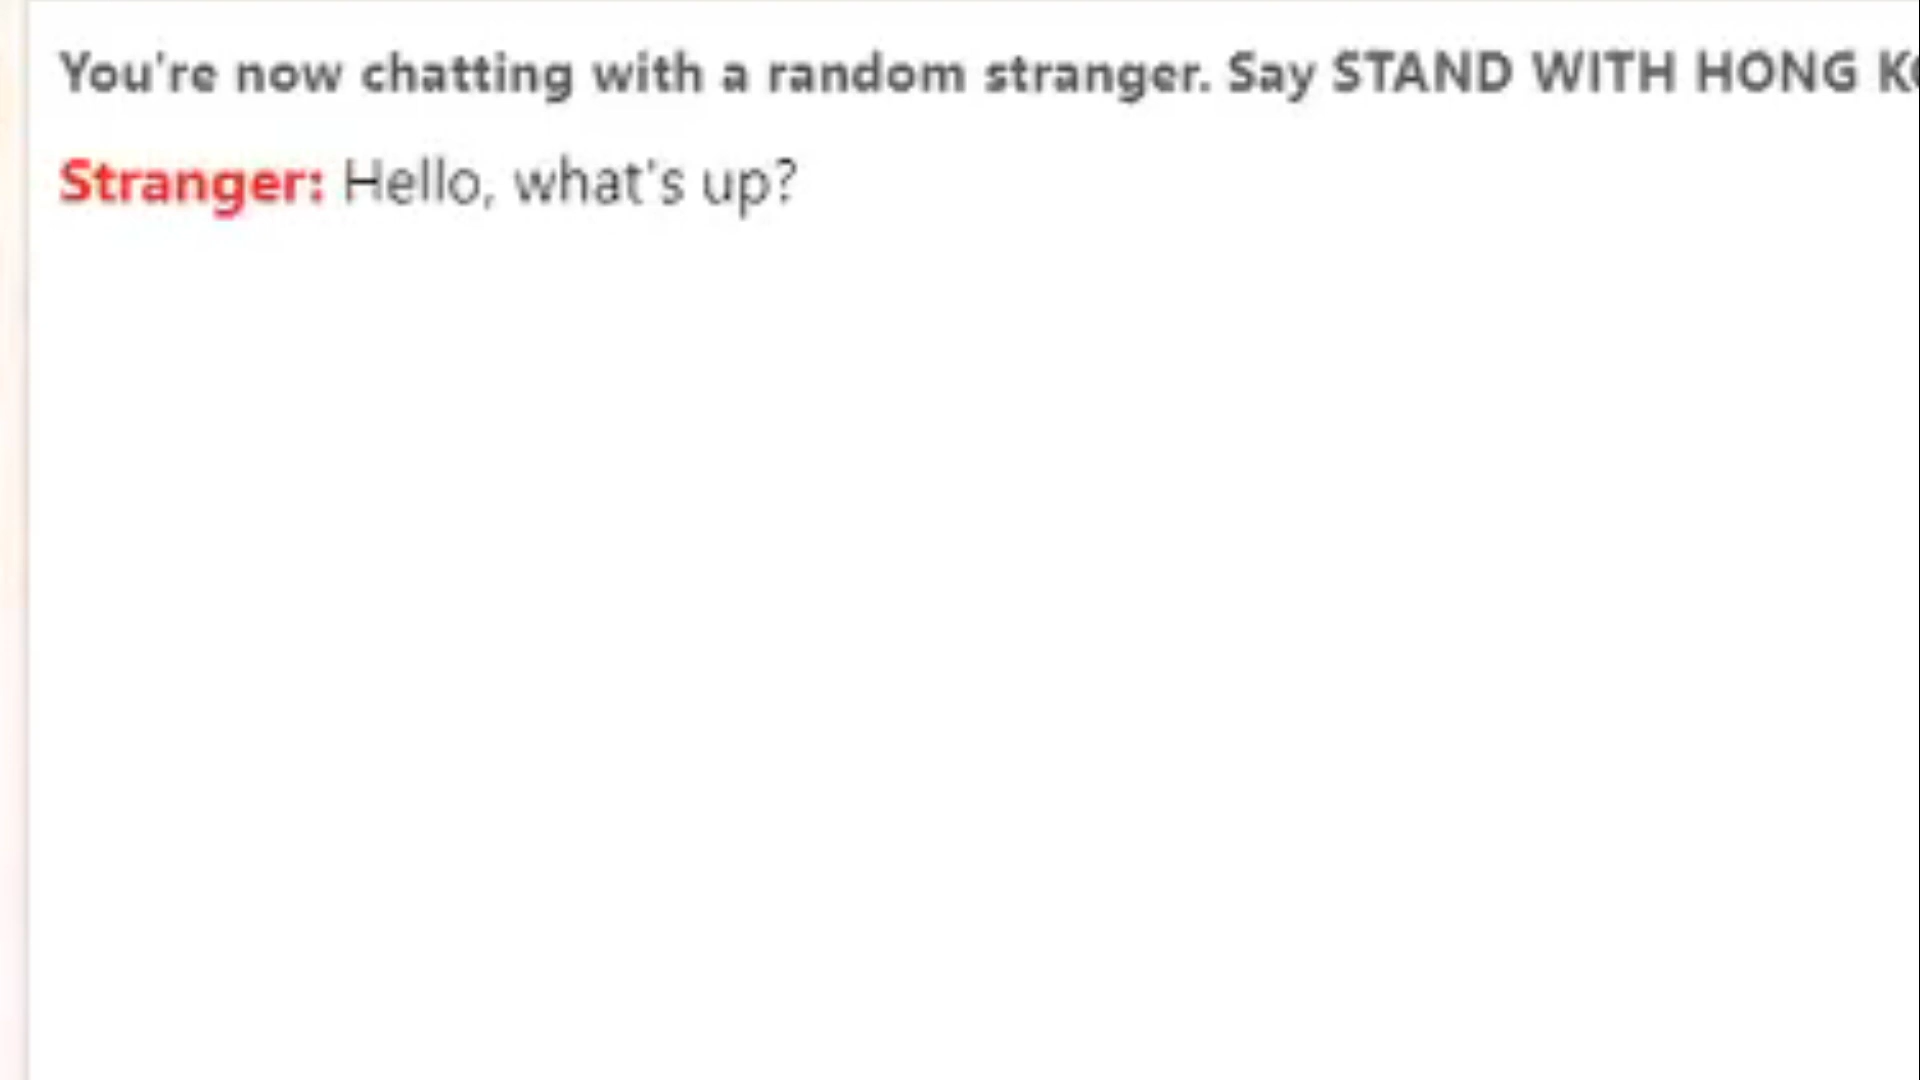 You're now chatting with a random stranger. Say STAND WITH HONG
Stranger: Hello, what's up?